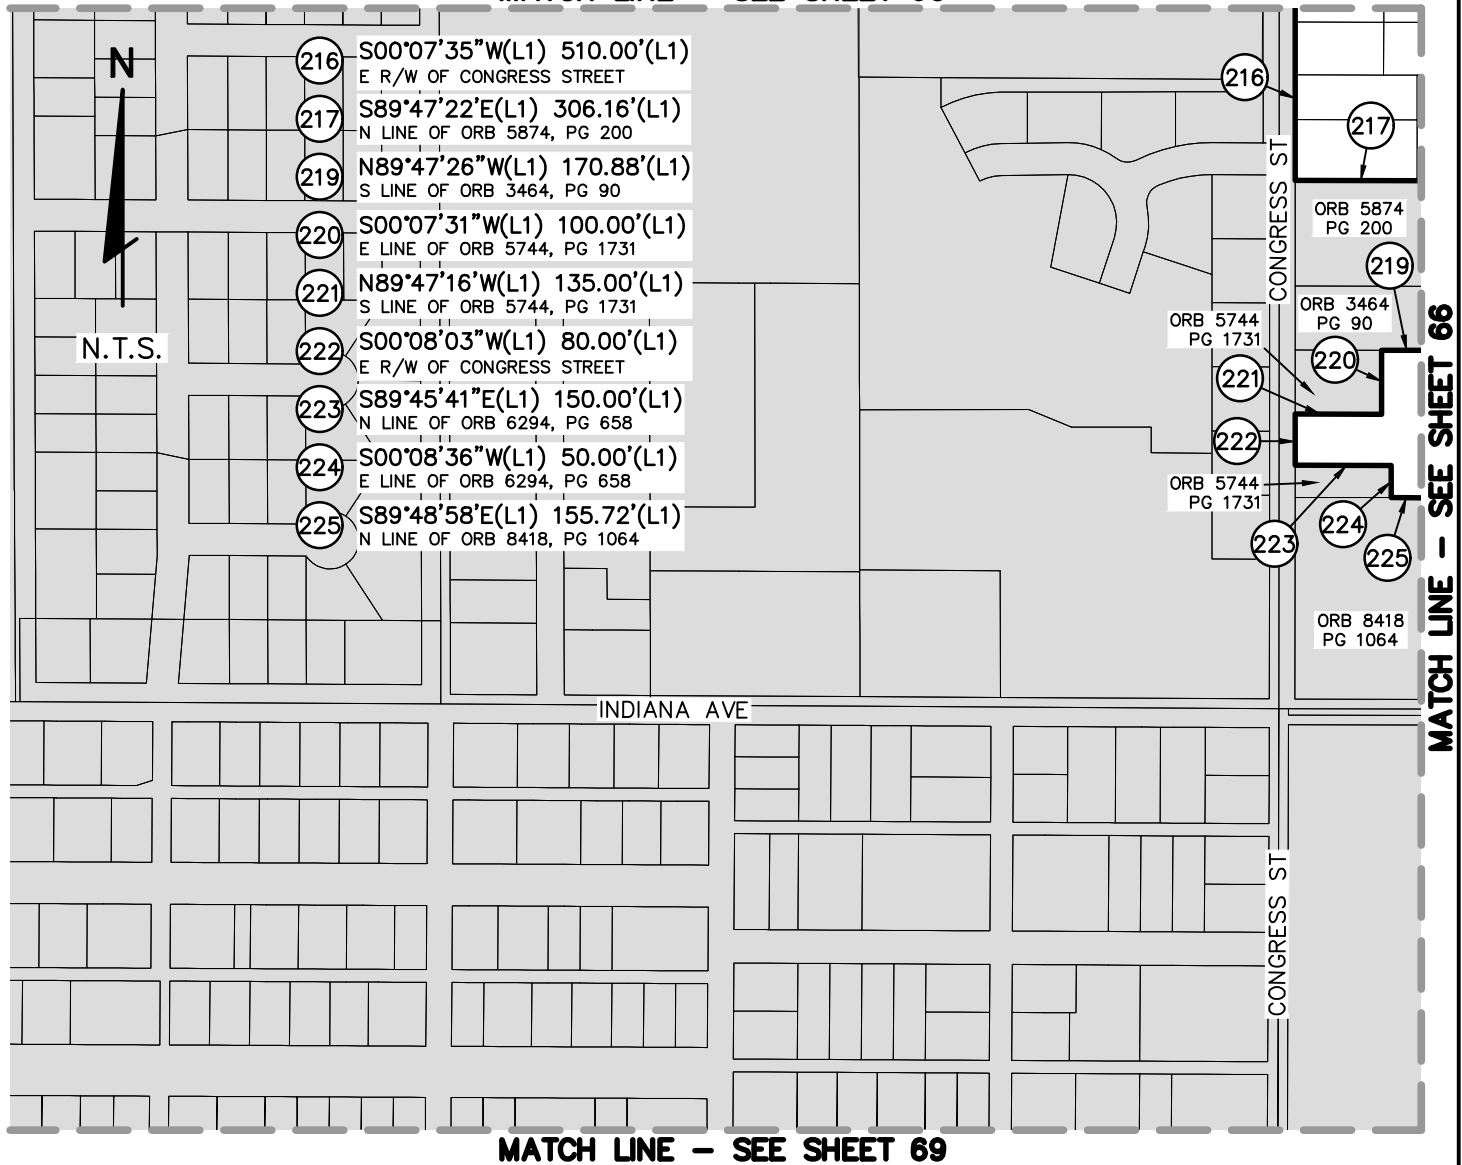 N
N.T.S.
216 S00°07'35"W(L1) 510.00'(L1)
E R/W OF CONGRESS STREET
217 S89°47'22'E(L1) 306.16'(L1)
N LINE OF ORB 5874, PG 200
219 N89°47'26"W(L1) 170.88'(L1)
S LINE OF ORB 3464, PG 90
220 S00°07'31"W(L1) 100.00'(L1)
E LINE OF ORB 5744, PG 1731
221 N89°47'16'W(L1) 135.00'(L1)
S LINE OF ORB 5744, PG 1731
222 S00°08'03"W(L1) 80.00'(L1)
E R/W OF CONGRESS STREET
223 S89°45'41"E(L1) 150.00'(L1)
N LINE OF ORB 6294, PG 658
224 S00°08'36"W(L1) 50.00'(L1)
E LINE OF ORB 6294, PG 658
225 S89°48'58'E(L1) 155.72'(L1)
N LINE OF ORB 8418, PG 1064
216
217
CONGRESS ST
ORB 5874
PG 200
219
ORB 3464
PG 90
ORB 5744
PG 1731
220
221
222
ORB 5744
PG 1731
223
224
225
ORB 8418
PG 1064
MATCH LINE - SEE SHEET 66
INDIANA AVE
CONGRESS ST
MATCH LINE - SEE SHEET 69